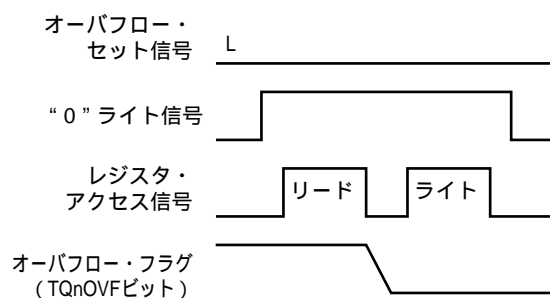 オーバフロー・
セット信号
L
“0”ライト信号
レジスタ・
アクセス信号
リード
ライト
オーバフロー・フラグ
(TQnOVFビット)